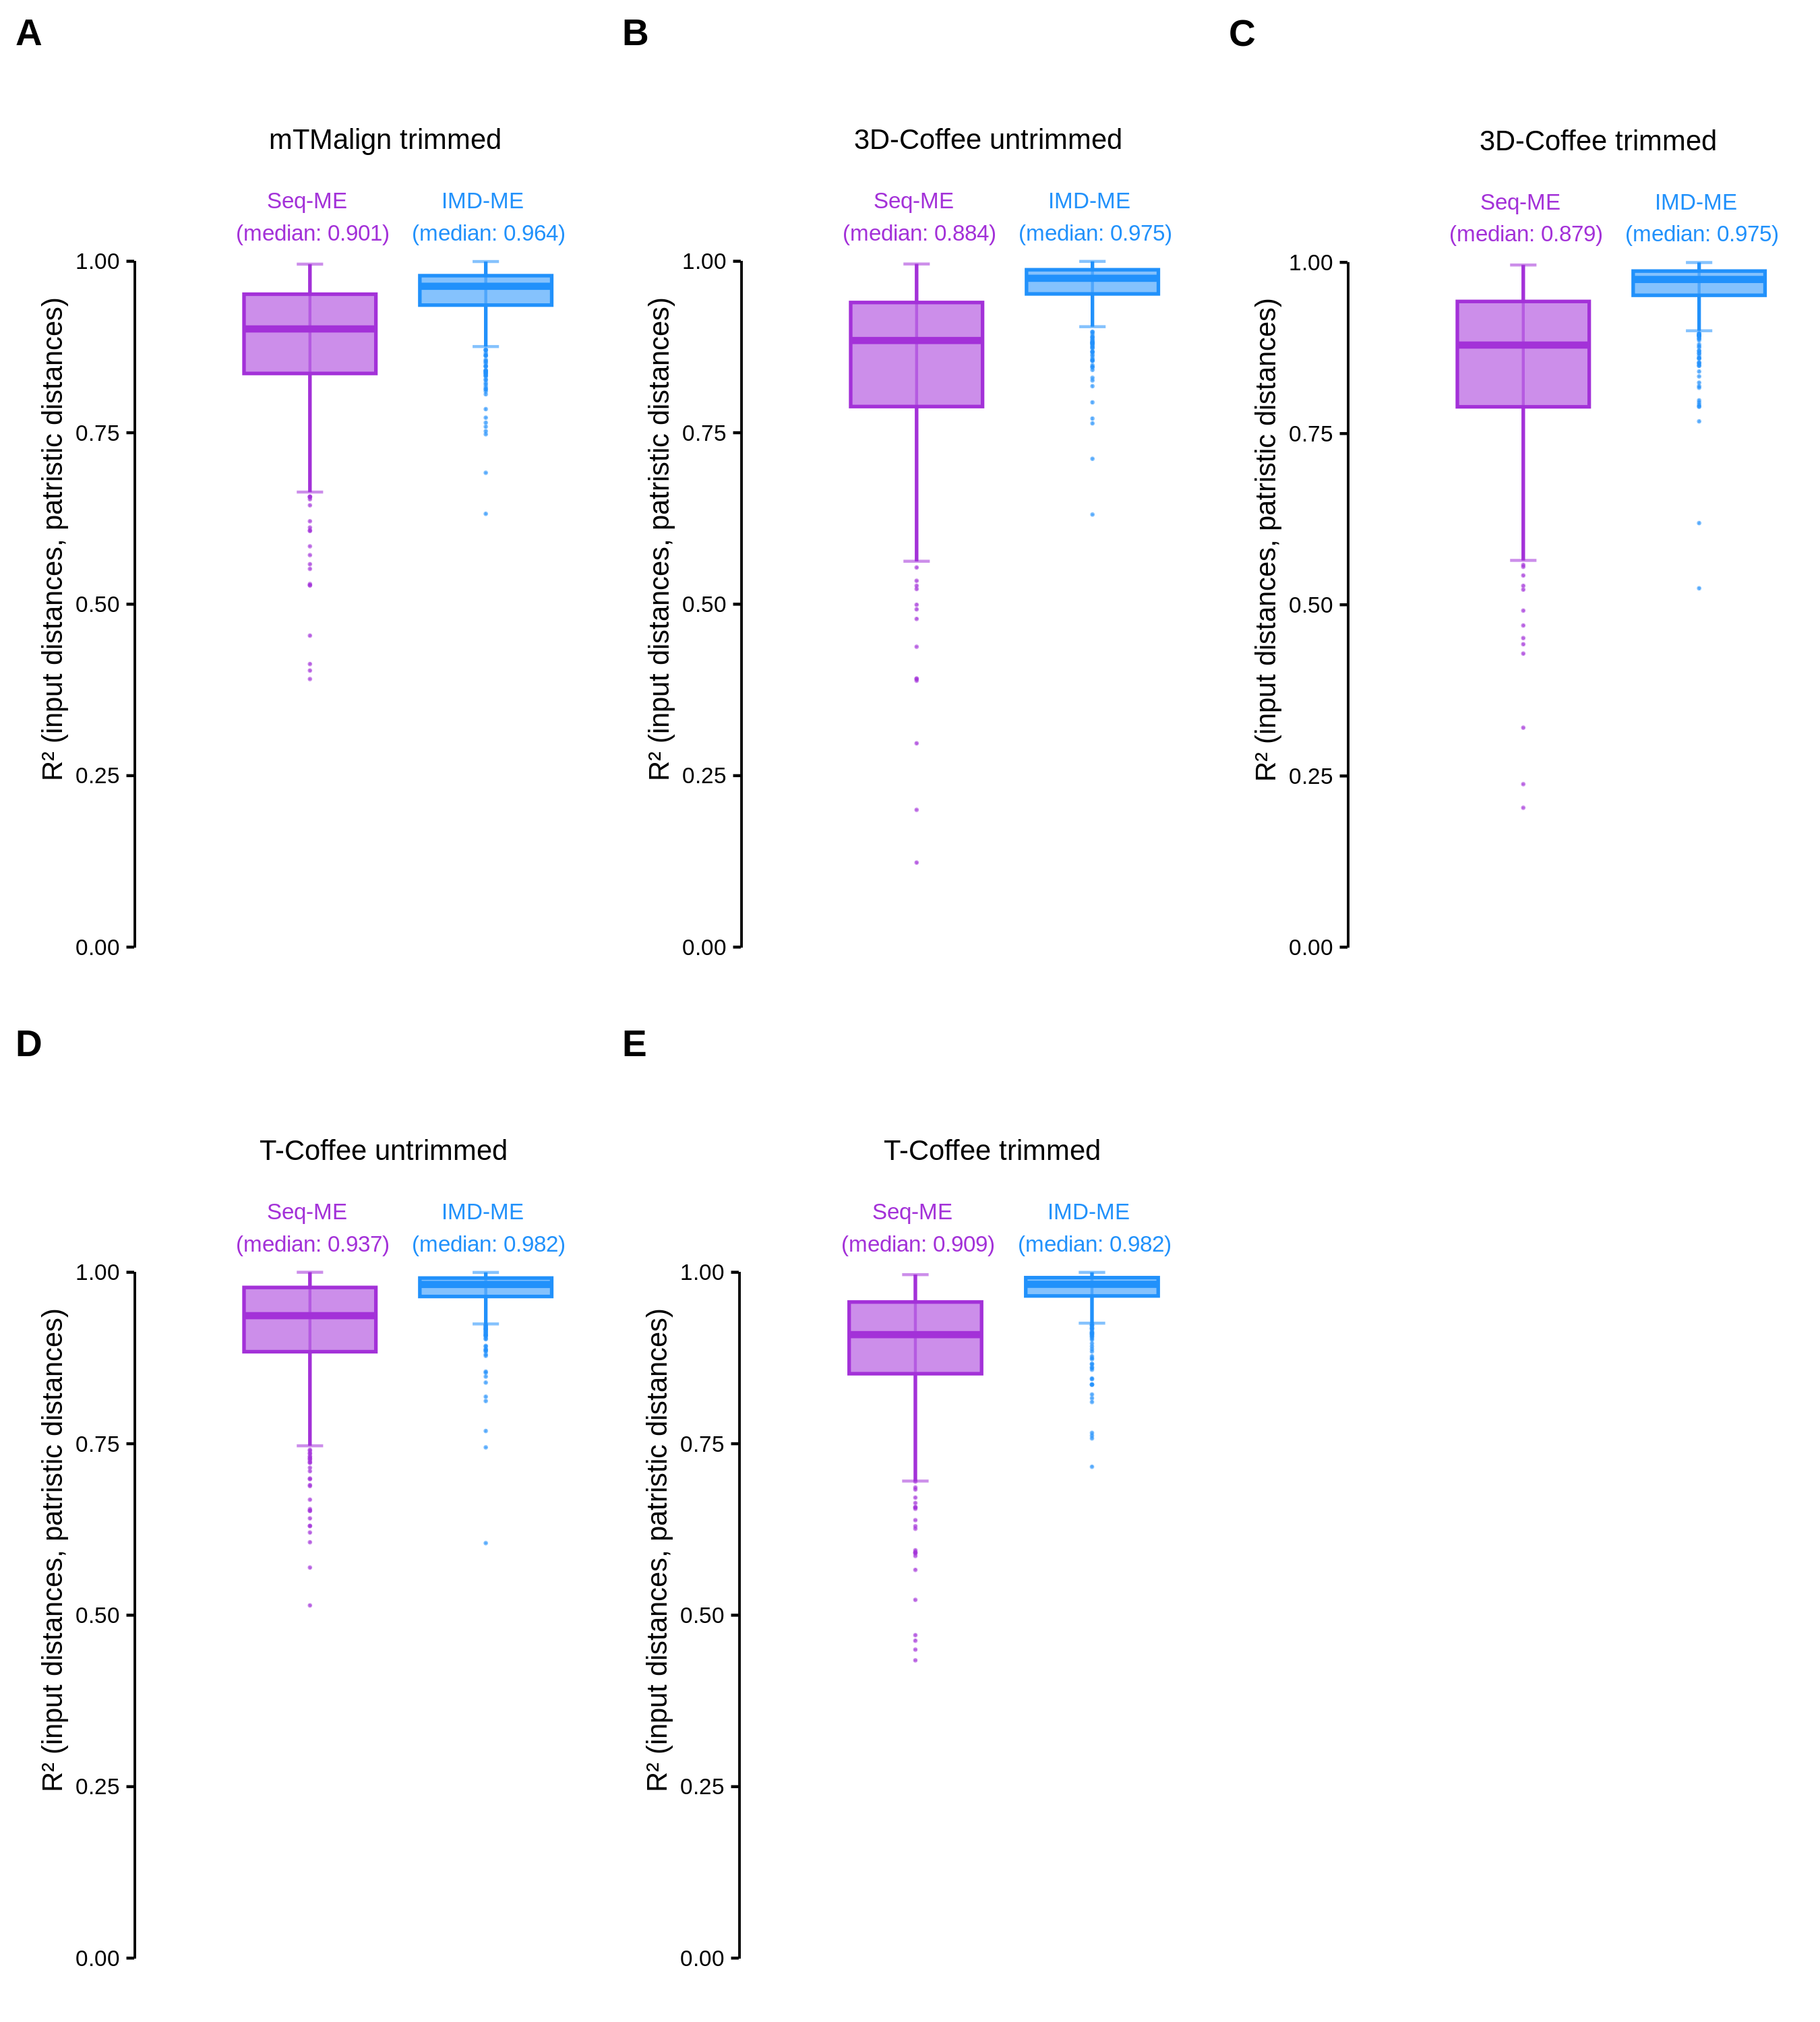 A
mTMalign trimmed
Seq-ME
(median: 0.901)
IMD-ME
(median: 0.964)
R² (input distances, patristic distances)
1.00
0.75
0.50
0.25
0.00
B
3D-Coffee untrimmed
Seq-ME
(median: 0.884)
IMD-ME
(median: 0.975)
R² (input distances, patristic distances)
1.00
0.75
0.50
0.25
0.00
C
3D-Coffee trimmed
Seq-ME
(median: 0.879)
IMD-ME
(median: 0.975)
R² (input distances, patristic distances)
1.00
0.75
0.50
0.25
0.00
D
T-Coffee untrimmed
Seq-ME
(median: 0.937)
IMD-ME
(median: 0.982)
R² (input distances, patristic distances)
1.00
0.75
0.50
0.25
0.00
E
T-Coffee trimmed
Seq-ME
(median: 0.909)
IMD-ME
(median: 0.982)
R² (input distances, patristic distances)
1.00
0.75
0.50
0.25
0.00